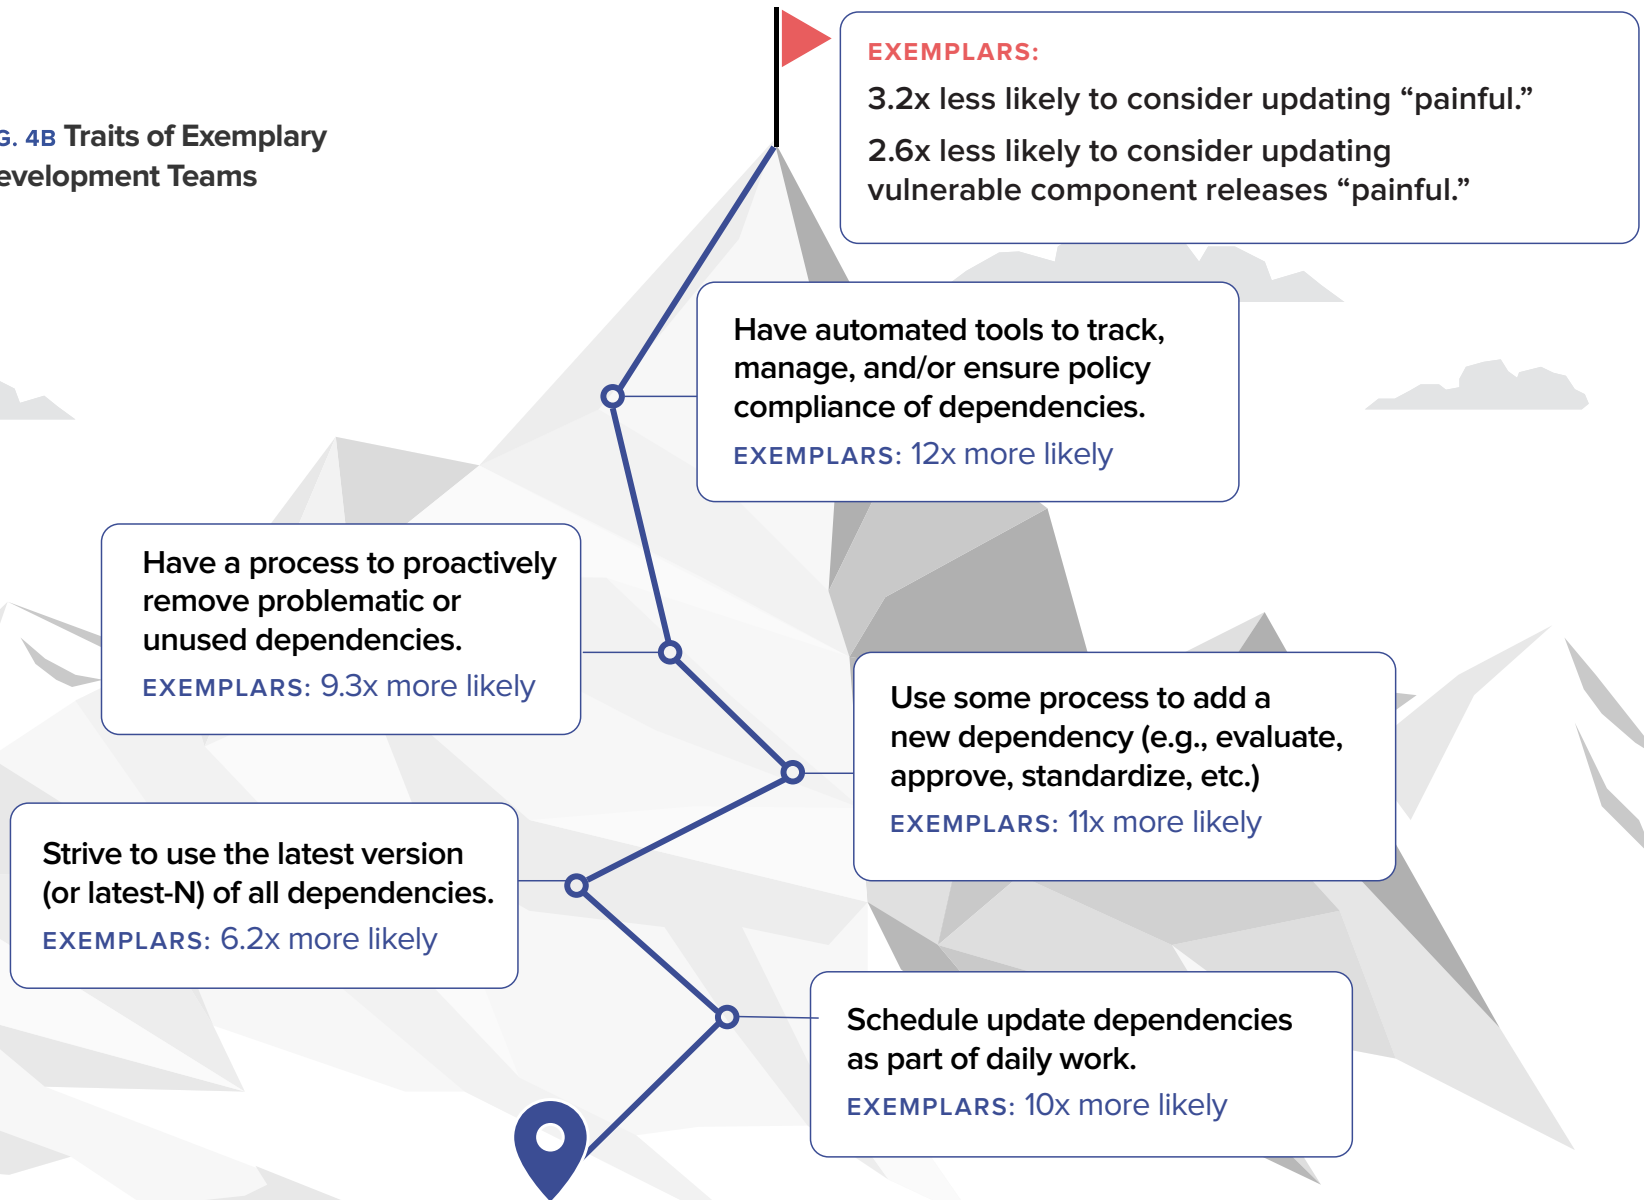 G. 4B Traits of Exemplary
evelopment Teams
EXEMPLARS:
3.2x less likely to consider updating “painful.”
2.6x less likely to consider updating
vulnerable component releases “painful.”
Have automated tools to track,
manage, and/or ensure policy
compliance of dependencies.
EXEMPLARS: 12x more likely
Have a process to proactively
remove problematic or
unused dependencies.
EXEMPLARS: 9.3x more likely
Use some process to add a
new dependency (e.g., evaluate,
approve, standardize, etc.)
EXEMPLARS: 11x more likely
Strive to use the latest version
(or latest-N) of all dependencies.
EXEMPLARS: 6.2x more likely
Schedule update dependencies
as part of daily work.
EXEMPLARS: 10x more likely